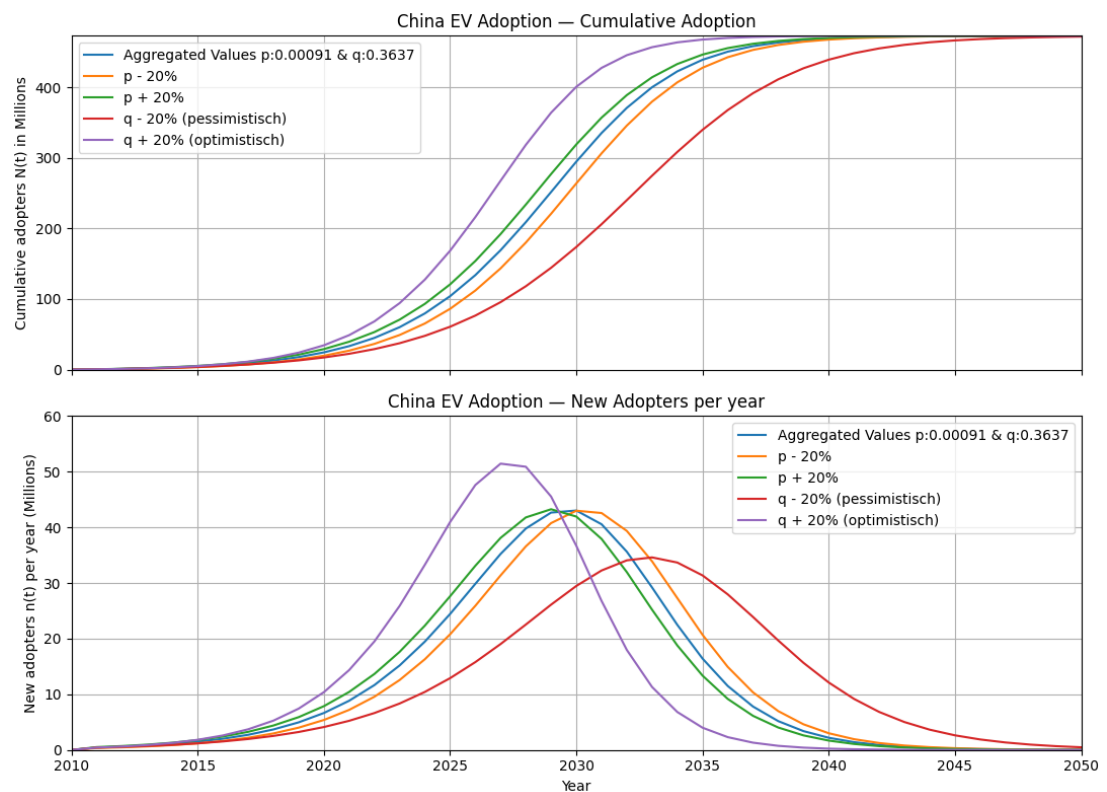 China EV Adoption — Cumulative Adoption
Cumulative adopters N(t) in Millions
400
300
200
100
0
Aggregated Values p:0.00091 & q:0.3637
p - 20%
p + 20%
q - 20% (pessimistisch)
q + 20% (optimistisch)
China EV Adoption — New Adopters per year
New adopters n(t) per year (Millions)
60
50
40
30
20
10
0
Aggregated Values p:0.00091 & q:0.3637
p - 20%
p + 20%
q - 20% (pessimistisch)
q + 20% (optimistisch)
2010 2015 2020 2025 2030 2035 2040 2045 2050
Year